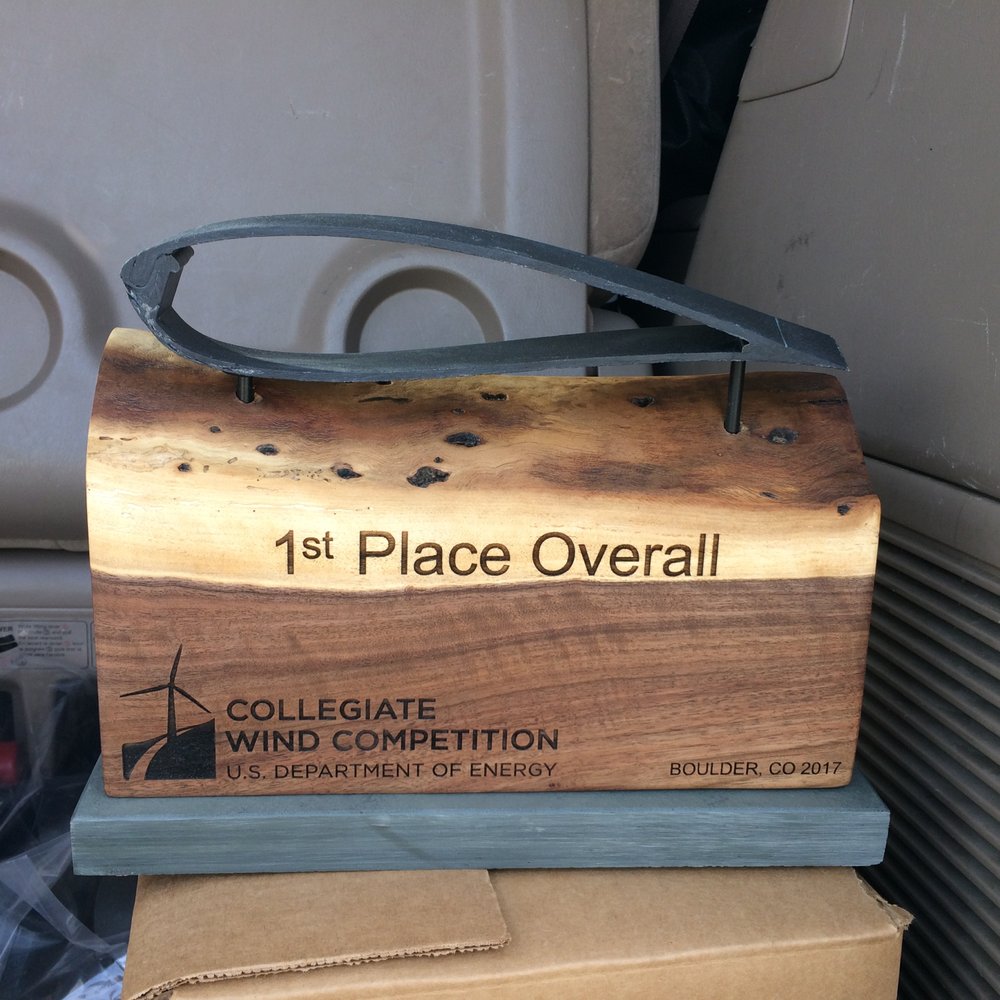 1st Place Overall
COLLEGIATE
WIND COMPETITION
U.S. DEPARTMENT OF ENERGY
BOULDER, CO 2017